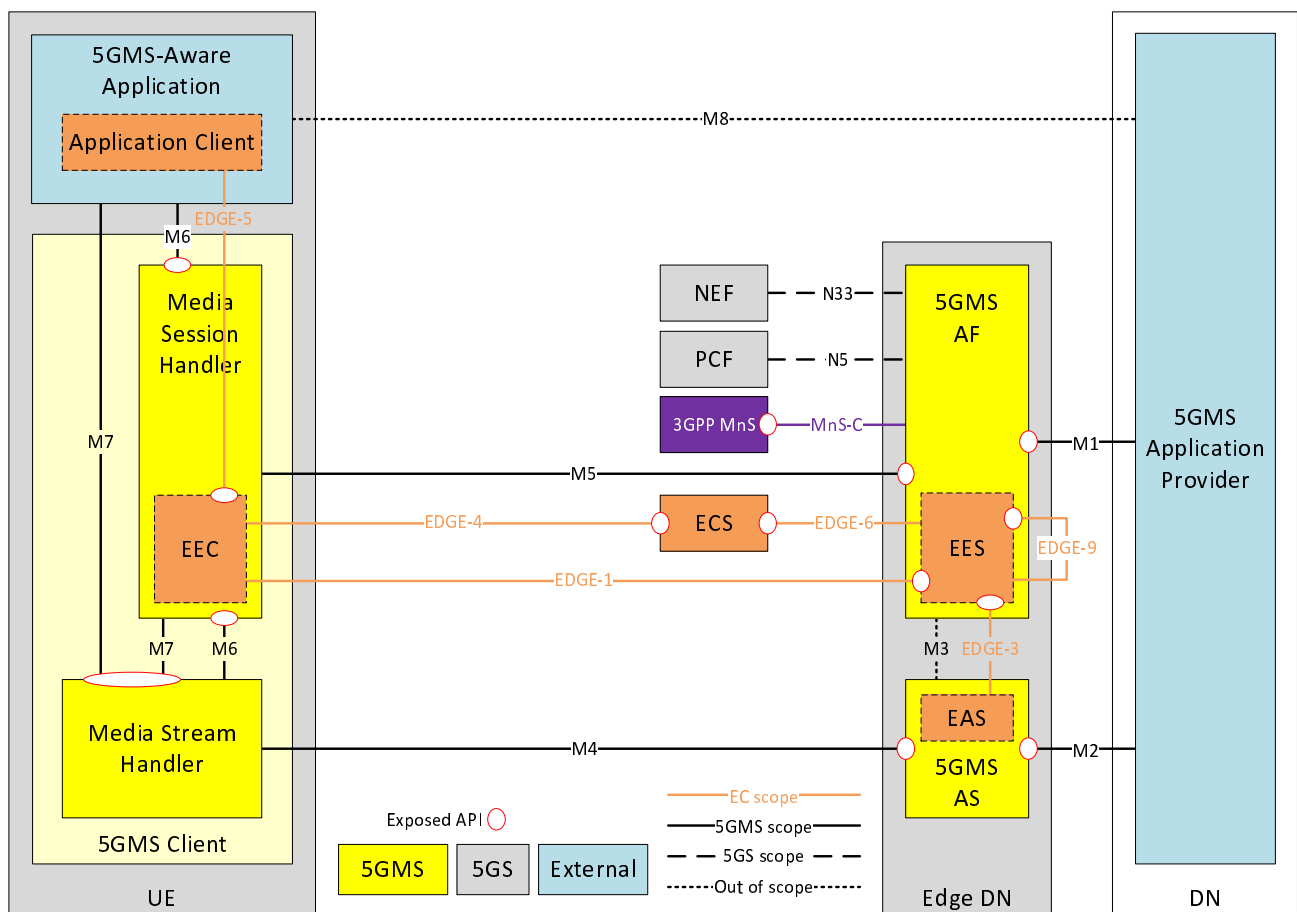 5GMS-Aware
Application
Application Client
M8
EDGE-5
M6
Media
Session
Handler
M7
NEF
N33
PCF
N5
3GPP MnS
MnS-C
5GMS
AF
M1
5GMS
Application
Provider
M5
EEC
EDGE-4
ECS
EDGE-6
EES
EDGE-9
EDGE-1
M7
M6
M3
EDGE-3
Media Stream
Handler
M4
EAS
5GMS
AS
M2
5GMS Client
UE
Exposed API
5GMS
5GS
External
EC scope
5GMS scope
5GS scope
Out of scope
Edge DN
DN